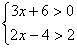 3x + 6 > 0
2x − 4 > 2